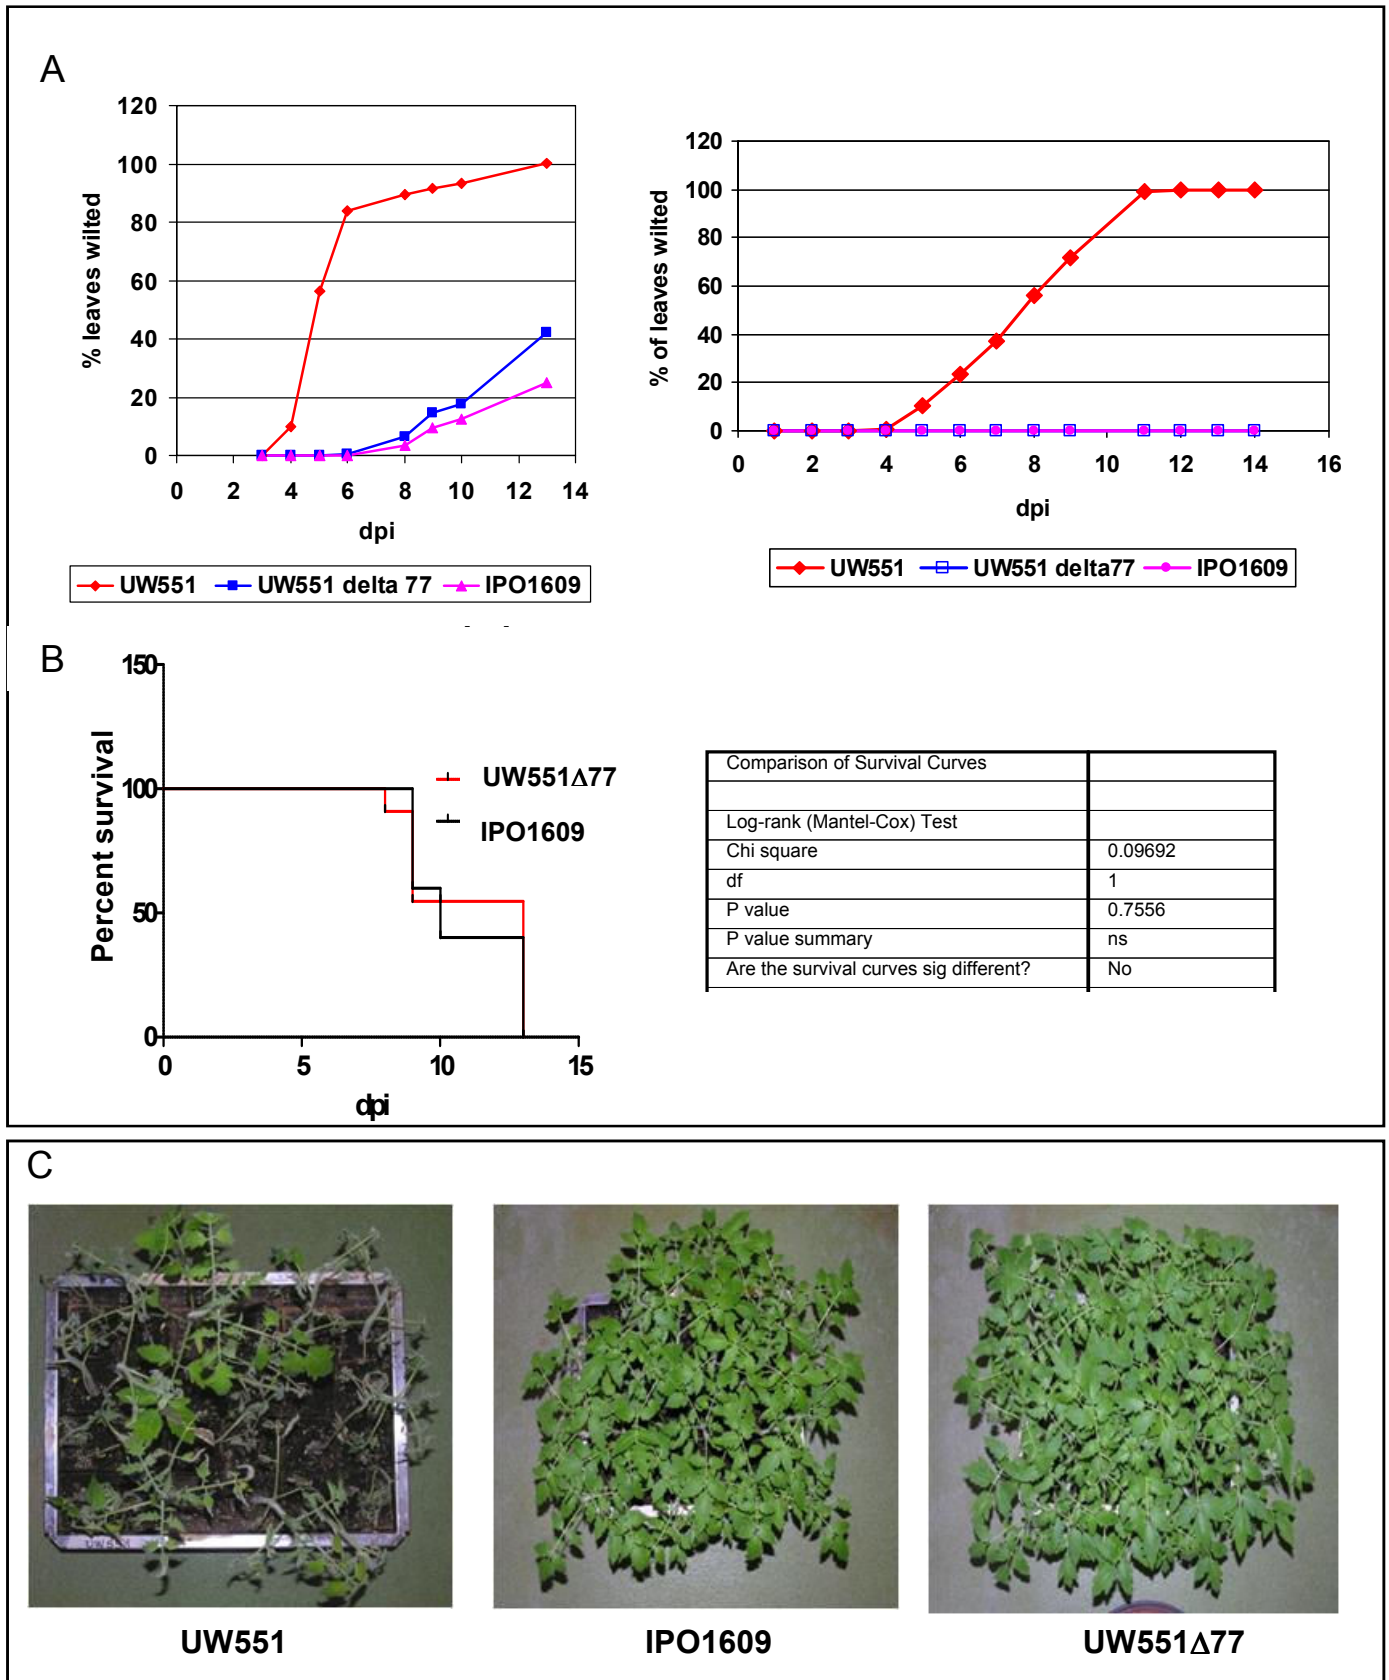 A
120
100
80
60
40
20
0
0 2 4 6 8 10 12 14
% leaves wilted
dpi
UW551 UW551 delta 77 IPO1609
120
100
80
60
40
20
0
0 2 4 6 8 10 12 14 16
% of leaves wilted
dpi
UW551 UW551 delta77 IPO1609
B
150
100
50
0
0 5 10 15
Percent survival
dpi
UW551Δ77
IPO1609
Comparison of Survival Curves
Log-rank (Mantel-Cox) Test
Chi square 0.09692
df 1
P value 0.7556
P value summary ns
Are the survival curves sig different? No
C
UW551
UW551 IPO1609 UW551Δ77